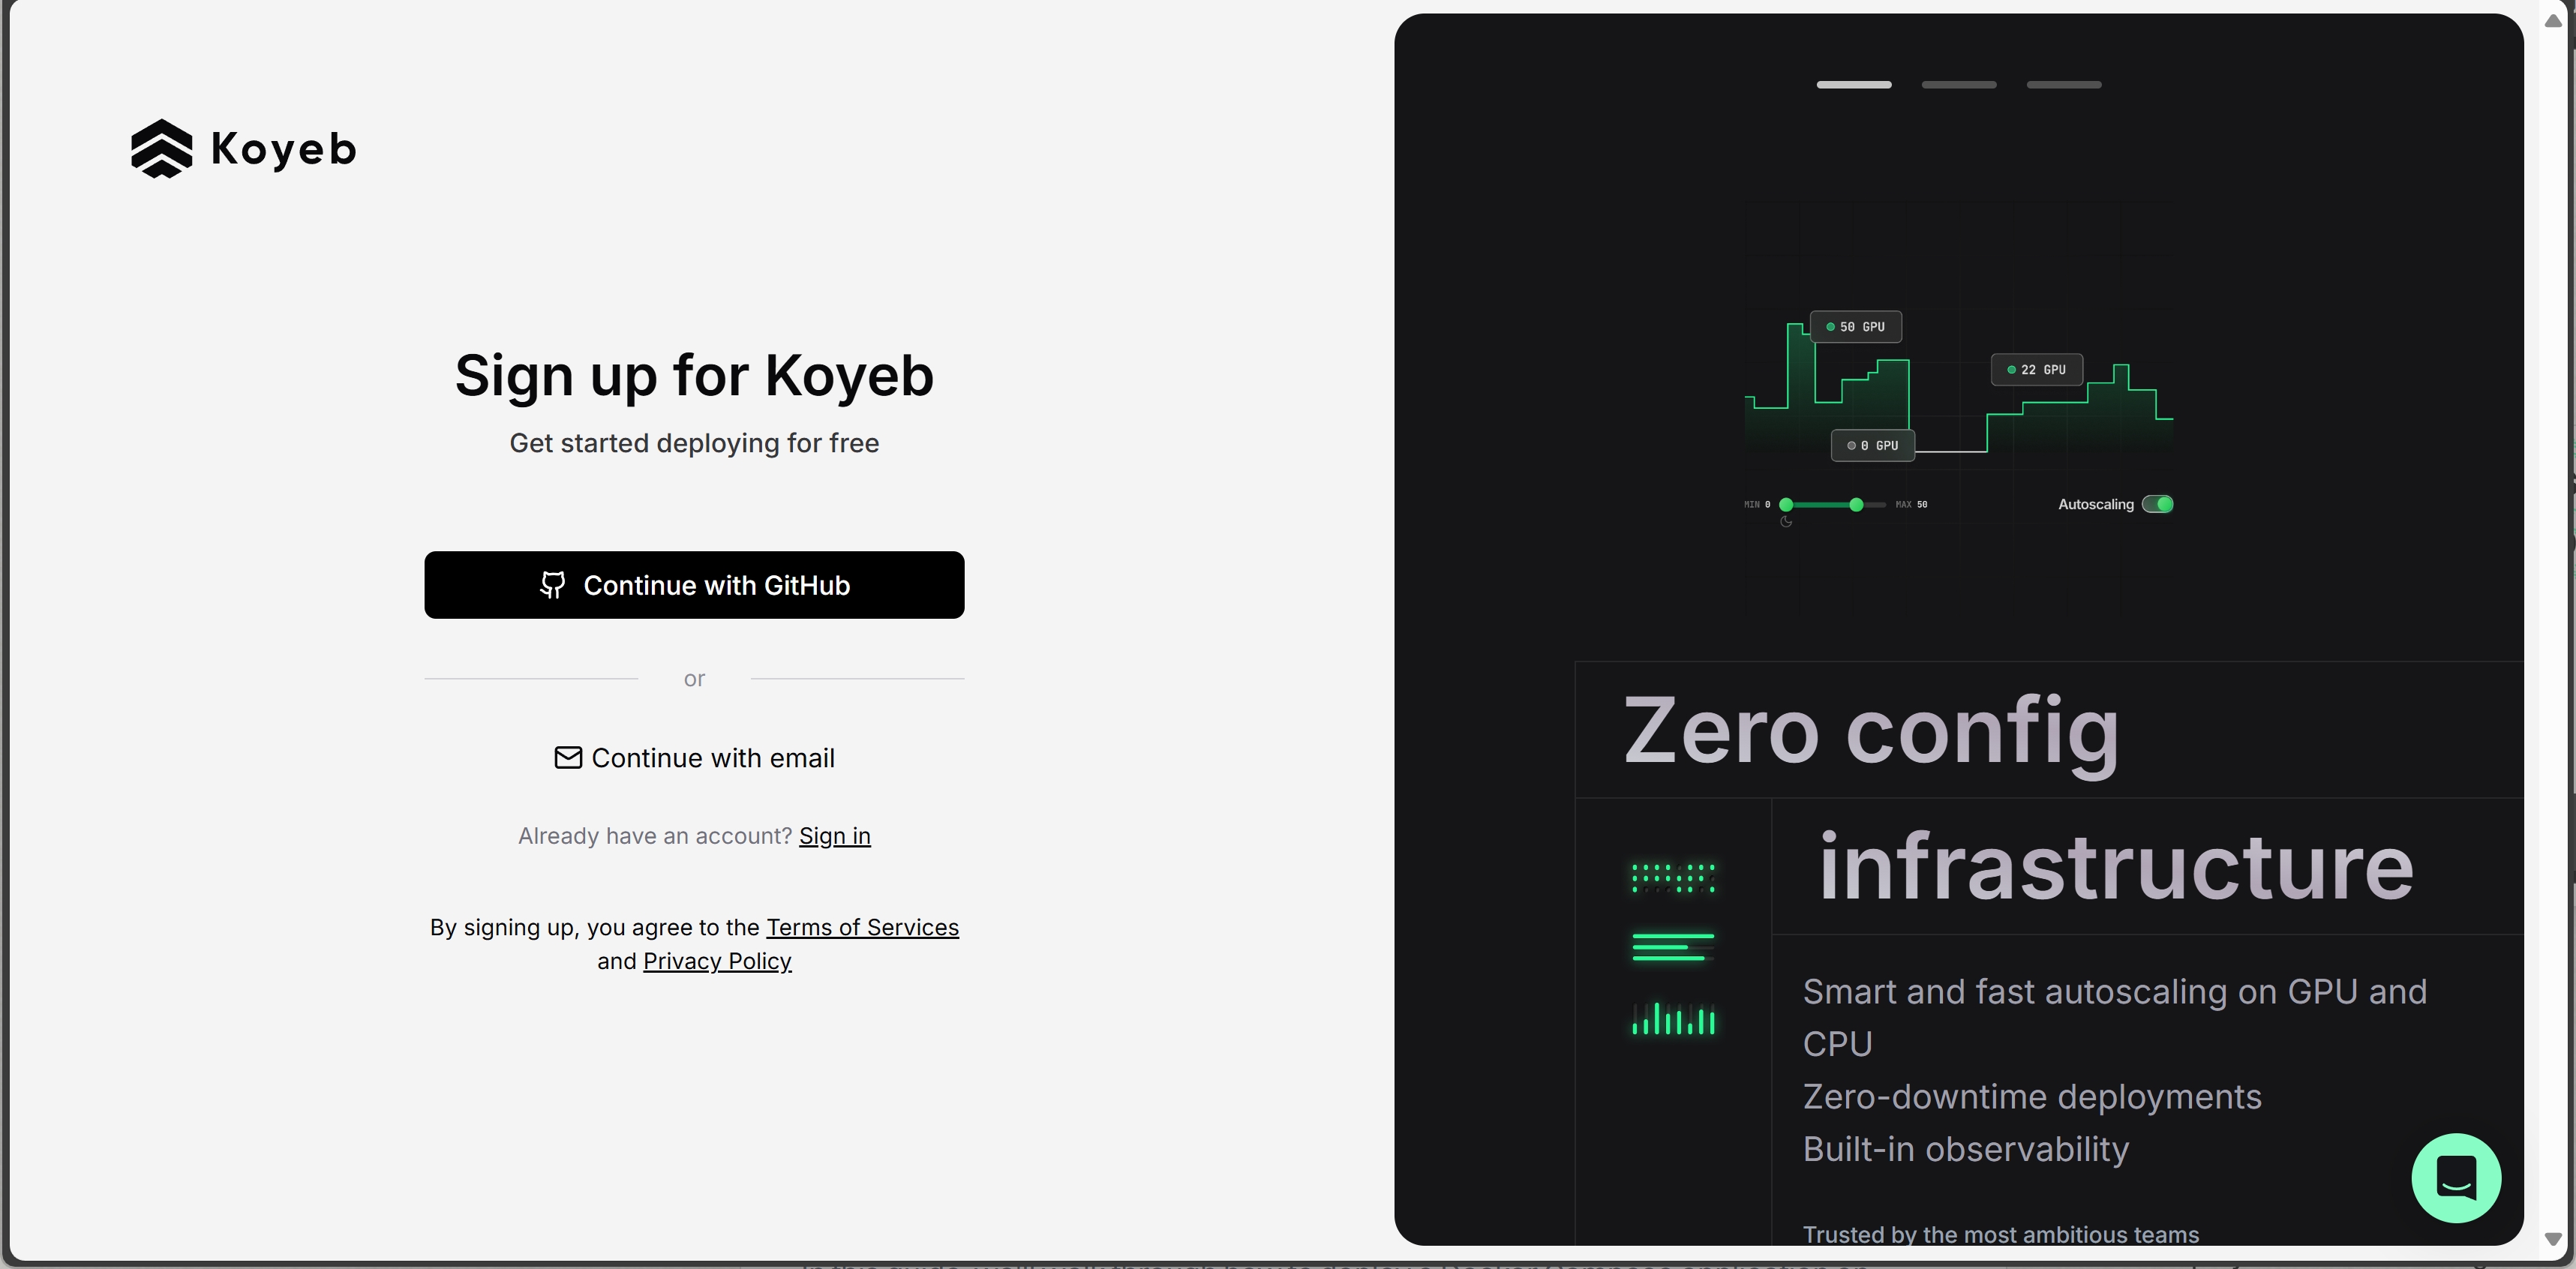 Koyeb
Sign up for Koyeb
Get started deploying for free
Continue with GitHub
or
Continue with email
Already have an account? Sign in
By signing up, you agree to the Terms of Services
and Privacy Policy
50 GPU
22 GPU
0 GPU
MIN 0
MAX 50
Autoscaling
Zero config
infrastructure
Smart and fast autoscaling on GPU and
CPU
Zero-downtime deployments
Built-in observability
Trusted by the most ambitious teams